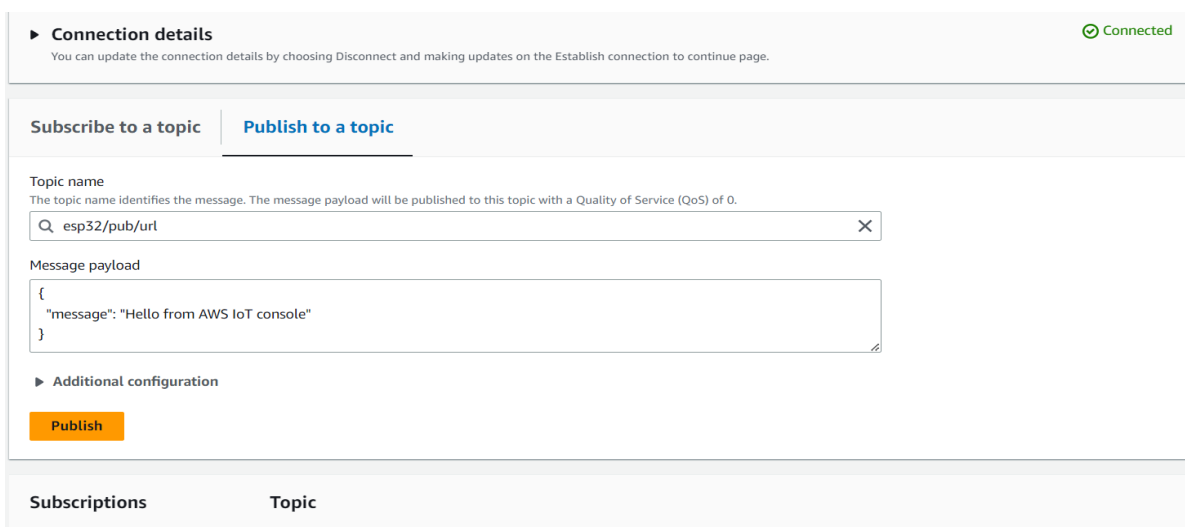 Connection details
Connected
You can update the connection details by choosing Disconnect and making updates on the Establish connection to continue page.
Subscribe to a topic
Publish to a topic
Topic name
The topic name identifies the message. The message payload will be published to this topic with a Quality of Service (QoS) of 0.
esp32/pub/url
Message payload
{
"message": "Hello from AWS IoT console"
}
Additional configuration
Publish
Subscriptions
Topic